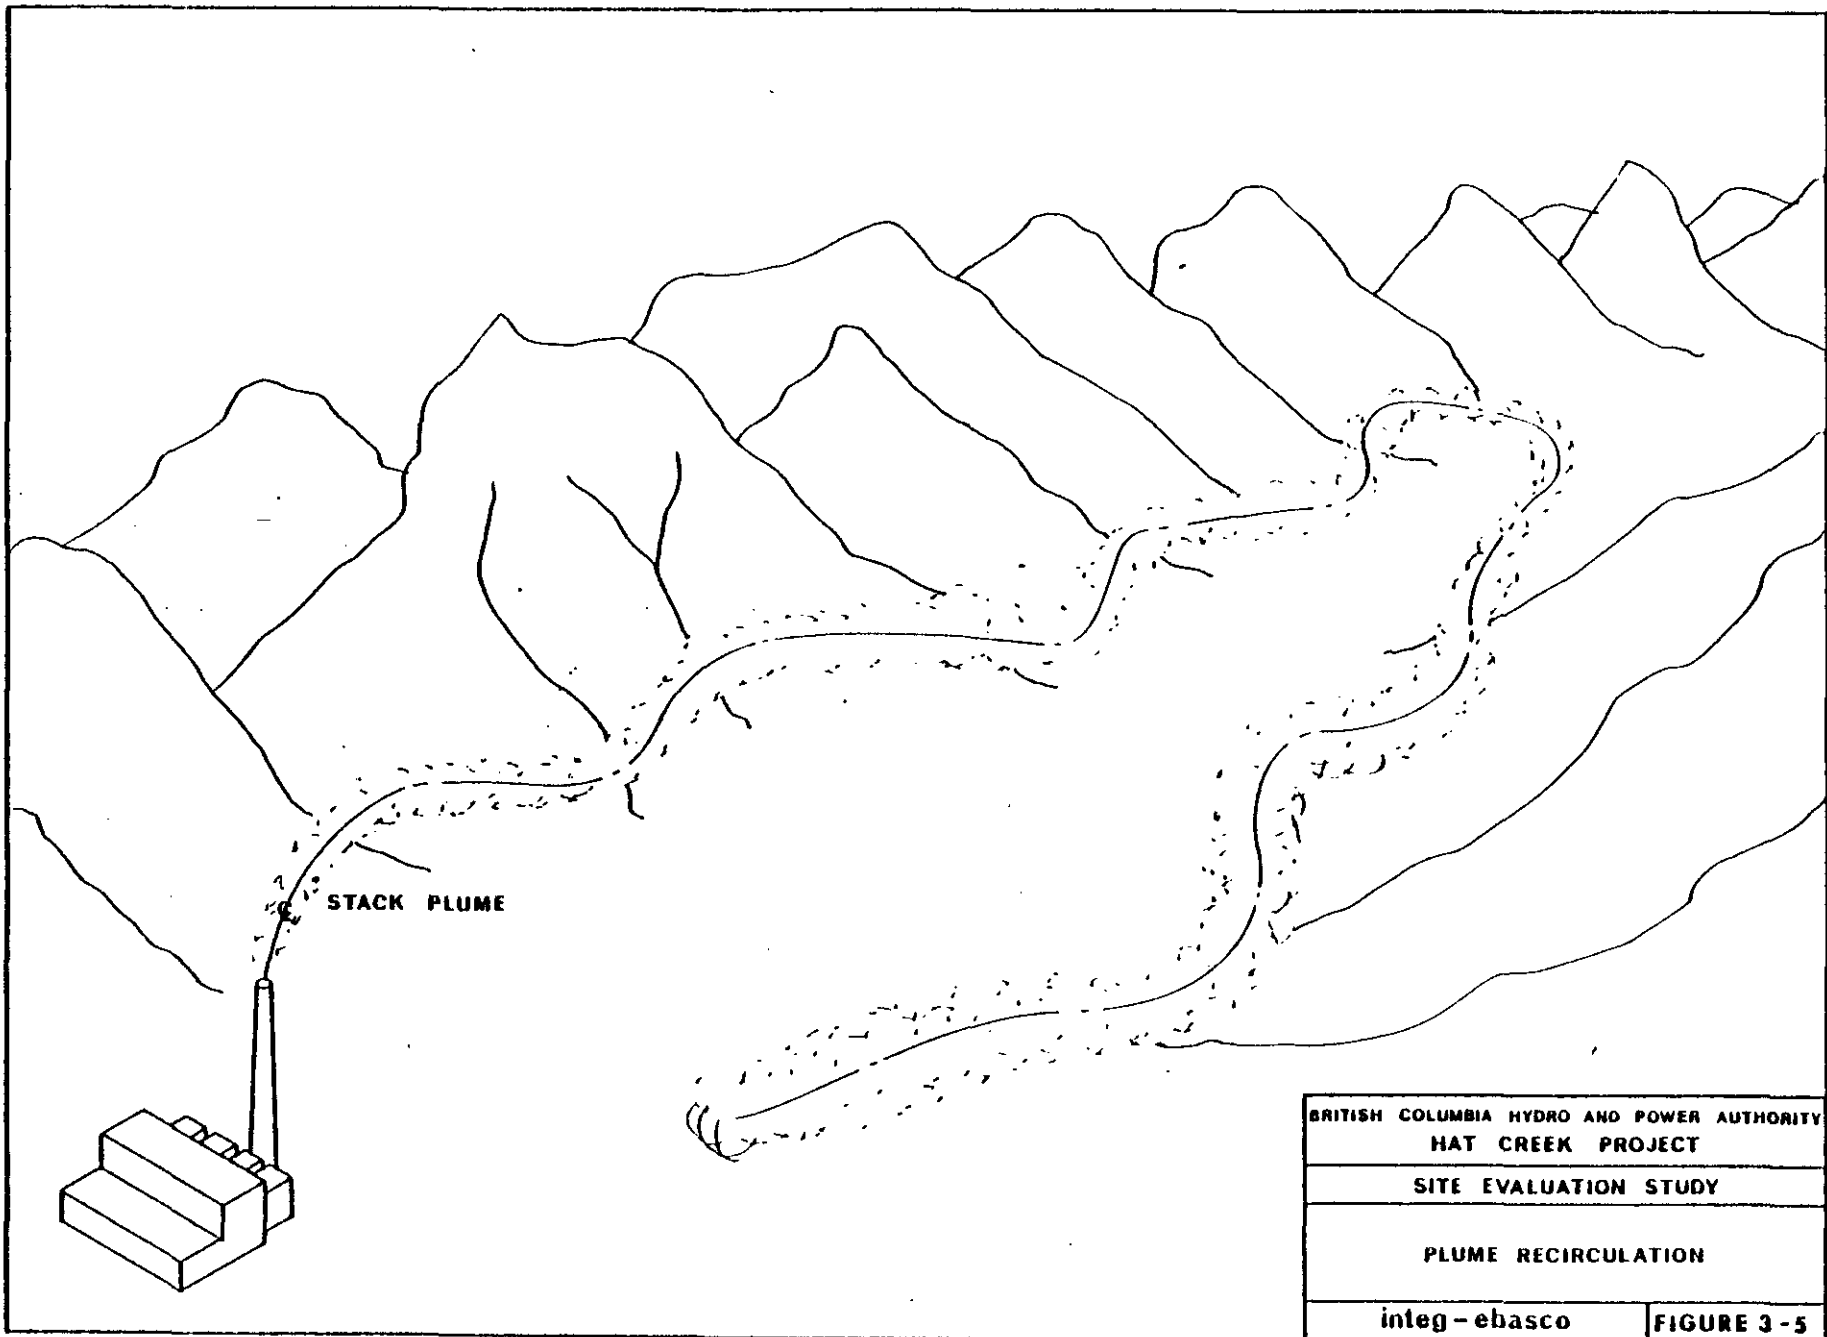 ℄ STACK PLUME
BRITISH COLUMBIA HYDRO AND POWER AUTHORITY
HAT CREEK PROJECT
SITE EVALUATION STUDY
PLUME RECIRCULATION
integ-ebasco
FIGURE 3-5